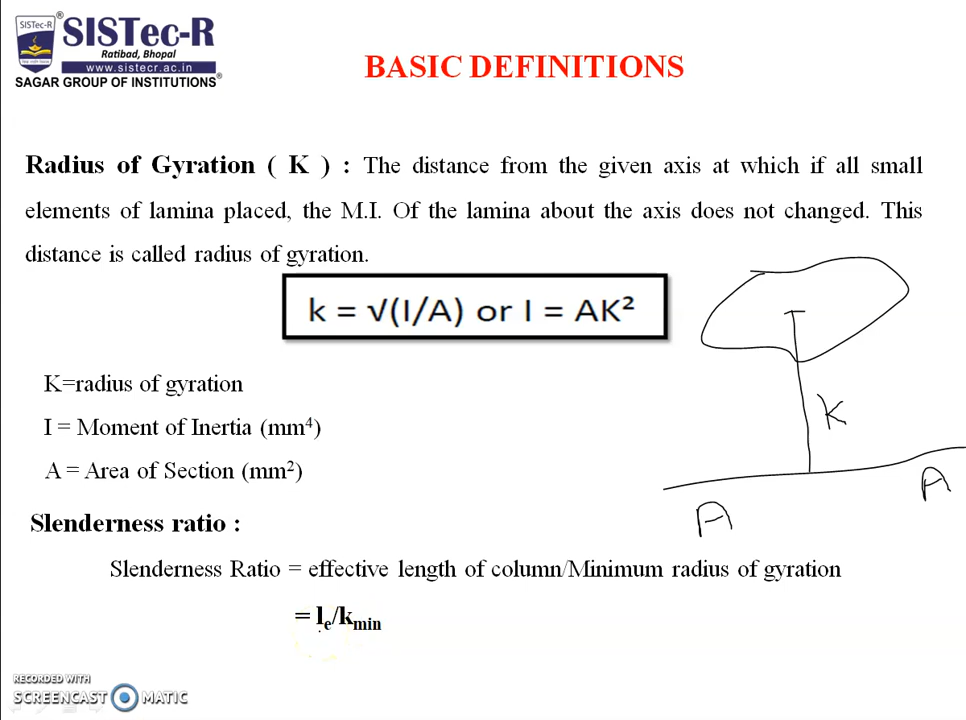 SISTec-R
SISTec-R
Ratibad, Bhopal
www.sistecr.ac.in
SAGAR GROUP OF INSTITUTIONS®
BASIC DEFINITIONS
Radius of Gyration ( K ) : The distance from the given axis at which if all small
elements of lamina placed, the M.I. Of the lamina about the axis does not changed. This
distance is called radius of gyration.
k = √(I/A) or I = AK²
K=radius of gyration
I = Moment of Inertia (mm⁴)
A = Area of Section (mm²)
K
A
A
Slenderness ratio :
Slenderness Ratio = effective length of column/Minimum radius of gyration
= lₑ/kmin
RECORDED WITH
SCREENCAST MATIC